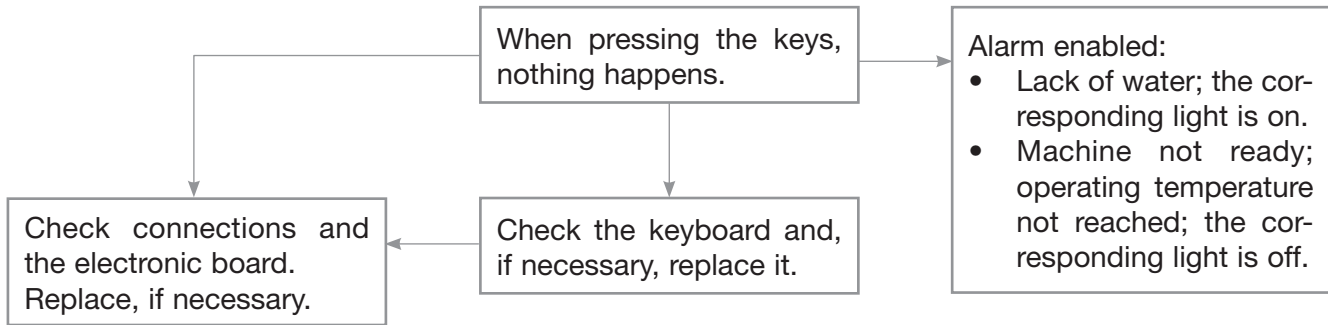 When pressing the keys,
nothing happens.
Alarm enabled:
• Lack of water; the cor-
responding light is on.
• Machine not ready;
operating temperature
not reached; the cor-
responding light is off.
Check connections and
the electronic board.
Replace, if necessary.
Check the keyboard and,
if necessary, replace it.